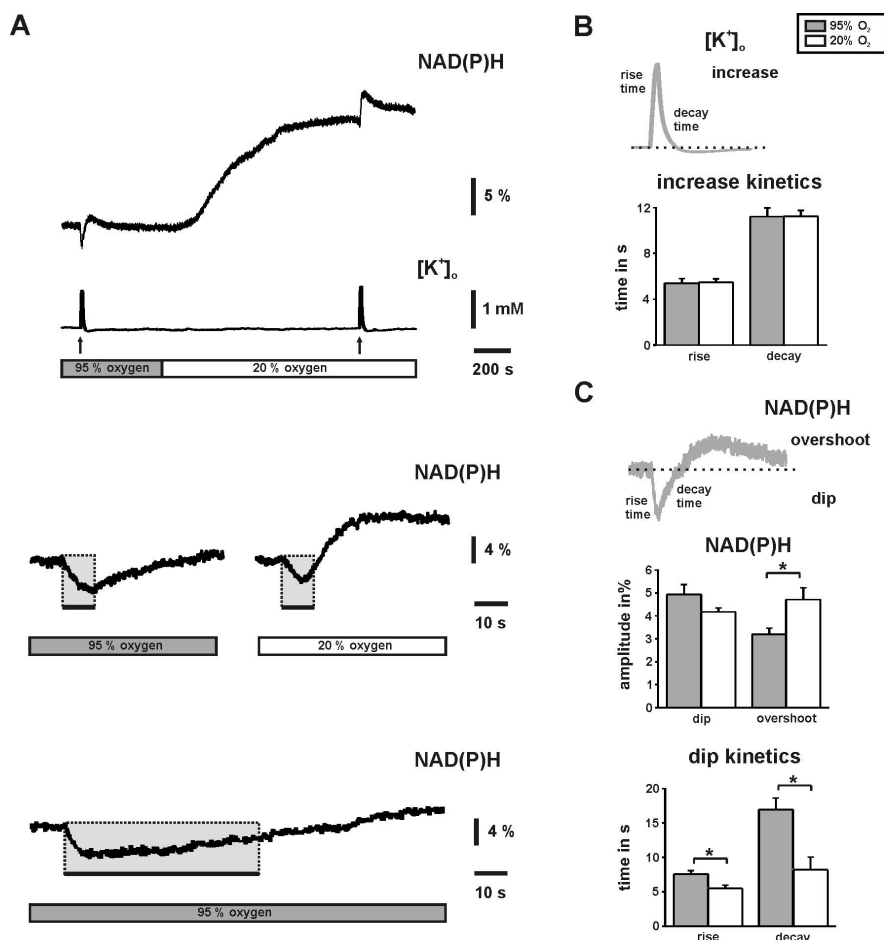 A
NAD(P)H
5 %
[K⁺]ₒ
1 mM
200 s
95 % oxygen
20 % oxygen
NAD(P)H
4 %
10 s
95 % oxygen
20 % oxygen
NAD(P)H
4 %
10 s
95 % oxygen
B
95% O₂
20% O₂
[K⁺]ₒ
increase
rise
time
decay
time
increase kinetics
time in s
12
8
4
0
rise
decay
C
NAD(P)H
overshoot
rise
time
decay
time
dip
NAD(P)H
amplitude in%
6
5
4
3
2
1
0
*
dip
overshoot
dip kinetics
time in s
20
15
10
5
0
*
*
rise
decay